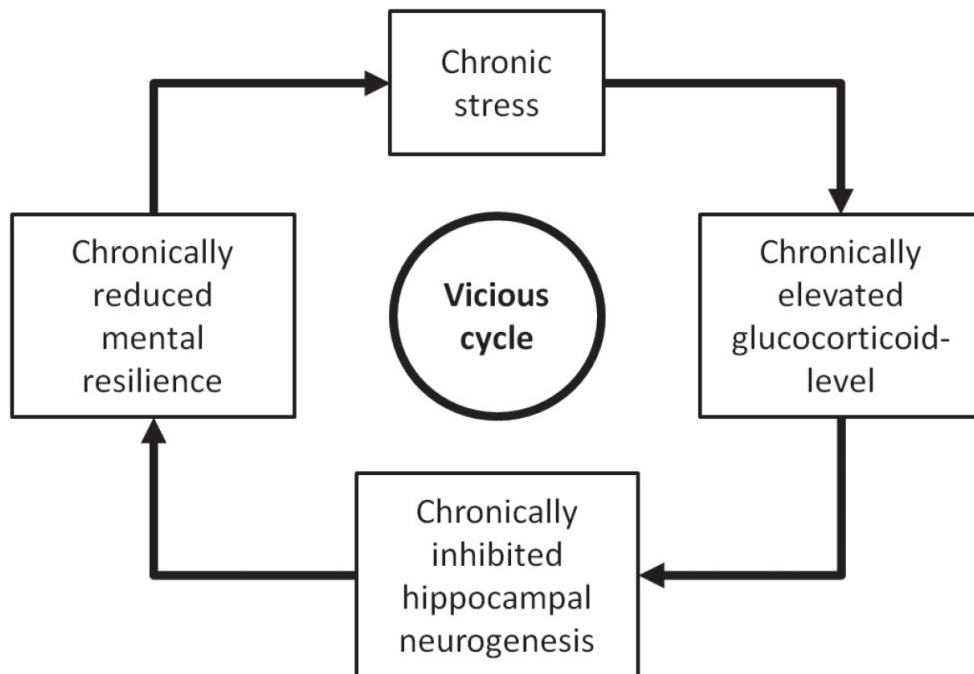 Chronic
stress
Chronically
reduced
mental
resilience
Vicious
cycle
Chronically
elevated
glucocorticoid-
level
Chronically
inhibited
hippocampal
neurogenesis